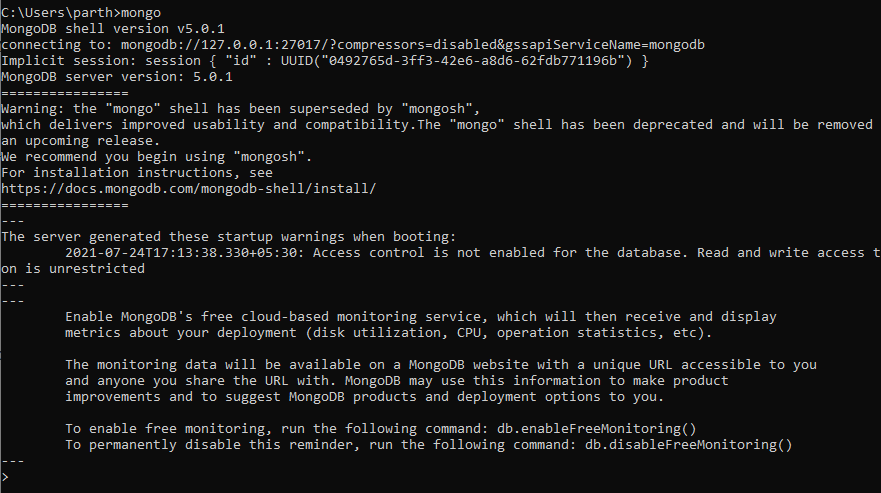 C:\Users\parth>mongo
MongoDB shell version v5.0.1
connecting to: mongodb://127.0.0.1:27017/?compressors=disabled&gssapiServiceName=mongodb
Implicit session: session { "id" : UUID("0492765d-3ff3-42e6-a8d6-62fdb771196b") }
MongoDB server version: 5.0.1
================
Warning: the "mongo" shell has been superseded by "mongosh",
which delivers improved usability and compatibility.The "mongo" shell has been deprecated and will be removed
an upcoming release.
We recommend you begin using "mongosh".
For installation instructions, see
https://docs.mongodb.com/mongodb-shell/install/
================
---
The server generated these startup warnings when booting:
        2021-07-24T17:13:38.330+05:30: Access control is not enabled for the database. Read and write access t
on is unrestricted
---
---
        Enable MongoDB's free cloud-based monitoring service, which will then receive and display
        metrics about your deployment (disk utilization, CPU, operation statistics, etc).

        The monitoring data will be available on a MongoDB website with a unique URL accessible to you
        and anyone you share the URL with. MongoDB may use this information to make product
        improvements and to suggest MongoDB products and deployment options to you.

        To enable free monitoring, run the following command: db.enableFreeMonitoring()
        To permanently disable this reminder, run the following command: db.disableFreeMonitoring()
---
>